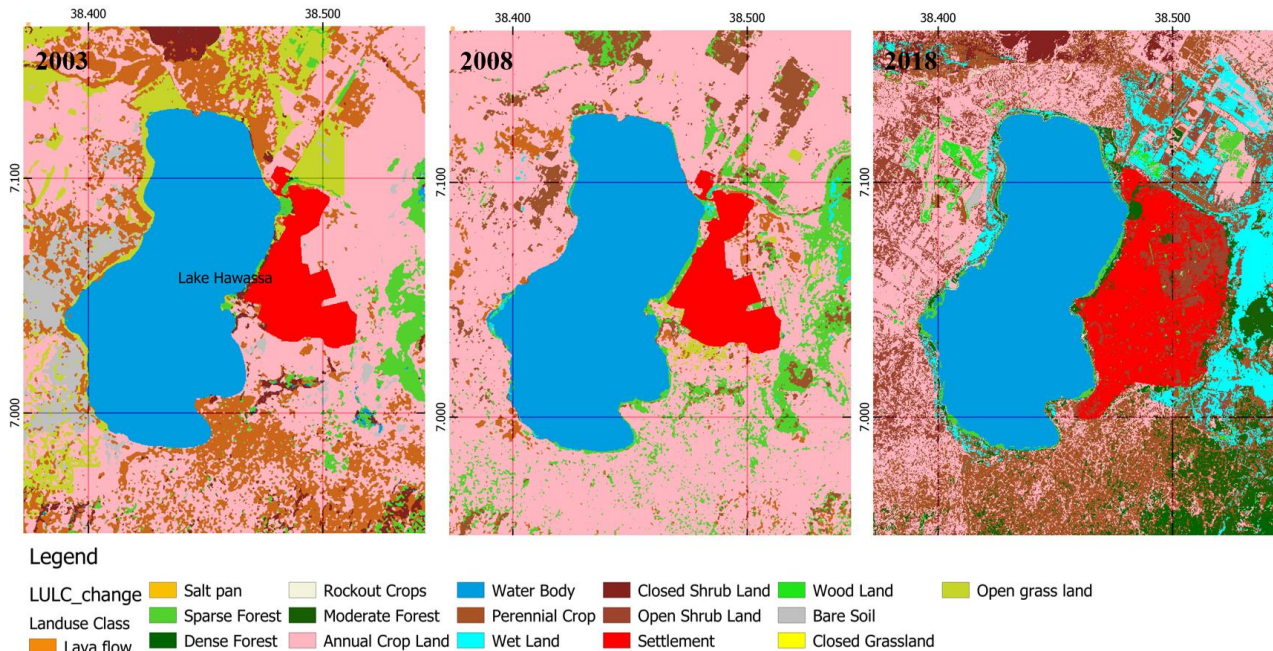 38.400 38.500 38.400 38.500 38.400 38.500
2003 2008 2018
7.100 7.100 7.100
Lake Hawassa
7.000 7.000 7.000
Legend
LULC_change Salt pan Rockout Crops Water Body Closed Shrub Land Wood Land Open grass land
Landuse Class Sparse Forest Moderate Forest Perennial Crop Open Shrub Land Bare Soil
Lava flow Dense Forest Annual Crop Land Wet Land Settlement Closed Grassland